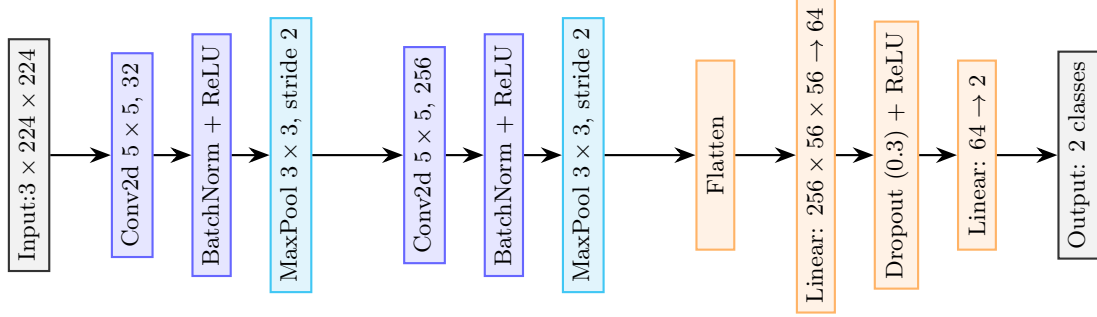 Input:3 × 224 × 224
Conv2d 5 × 5, 32
BatchNorm + ReLU
MaxPool 3 × 3, stride 2
Conv2d 5 × 5, 256
BatchNorm + ReLU
MaxPool 3 × 3, stride 2
Flatten
Linear: 256 × 56 × 56 → 64
Dropout (0.3) + ReLU
Linear: 64 → 2
Output: 2 classes